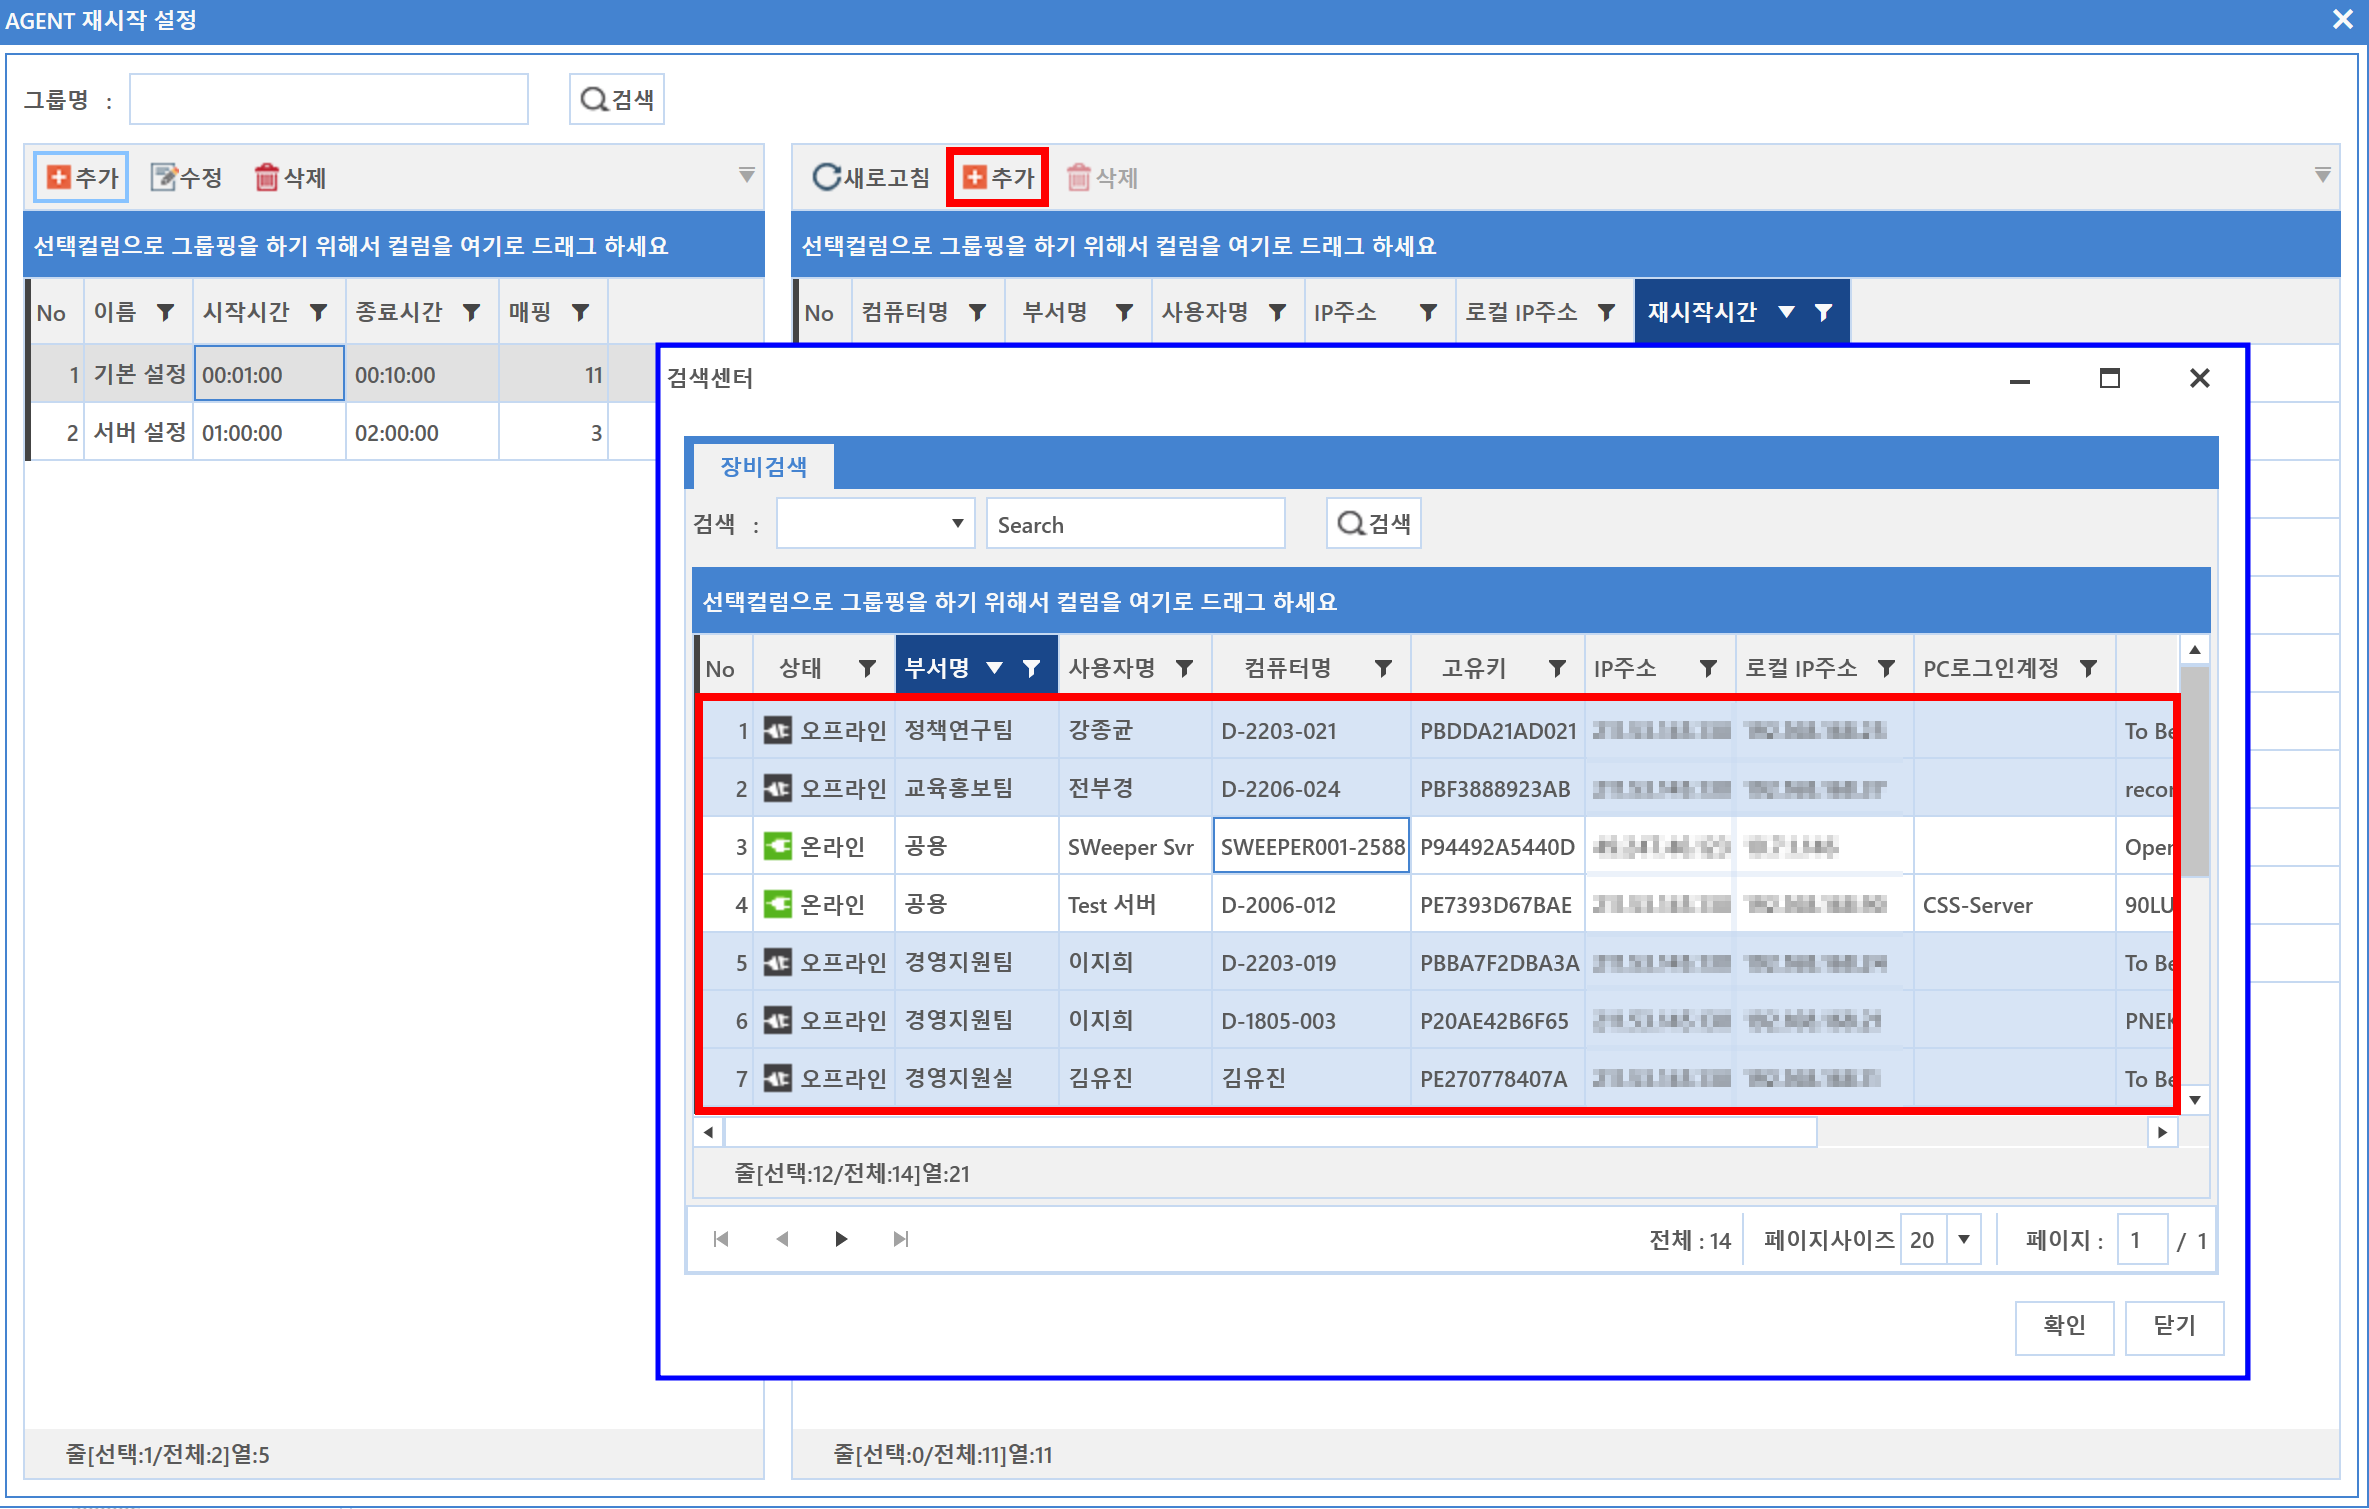 AGENT 재시작 설정
그룹명 :
검색
추가 수정 삭제
선택컬럼으로 그룹핑을 하기 위해서 컬럼을 여기로 드래그 하세요
No 이름 시작시간 종료시간 매핑
1 기본 설정 00:01:00 00:10:00 11
2 서버 설정 01:00:00 02:00:00 3
줄[선택:1/전체:2]열:5
새로고침 추가 삭제
선택컬럼으로 그룹핑을 하기 위해서 컬럼을 여기로 드래그 하세요
No 컴퓨터명 부서명 사용자명 IP주소 로컬 IP주소 재시작시간
검색센터
장비검색
검색 : Search 검색
선택컬럼으로 그룹핑을 하기 위해서 컬럼을 여기로 드래그 하세요
No 상태 부서명 사용자명 컴퓨터명 고유키 IP주소 로컬 IP주소 PC로그인계정
1 오프라인 정책연구팀 강종균 D-2203-021 PBDDA21AD021 To Be
2 오프라인 교육홍보팀 전부경 D-2206-024 PBF3888923AB recor
3 온라인 공용 SWeeper Svr SWEEPER001-2588 P94492A5440D Oper
4 온라인 공용 Test 서버 D-2006-012 PE7393D67BAE CSS-Server 90LU
5 오프라인 경영지원팀 이지희 D-2203-019 PBBA7F2DBA3A To Be
6 오프라인 경영지원팀 이지희 D-1805-003 P20AE42B6F65 PNEK
7 오프라인 경영지원실 김유진 김유진 PE270778407A To Be
줄[선택:12/전체:14]열:21
전체 : 14 페이지사이즈 20 페이지 : 1 / 1
확인 닫기
줄[선택:0/전체:11]열:11